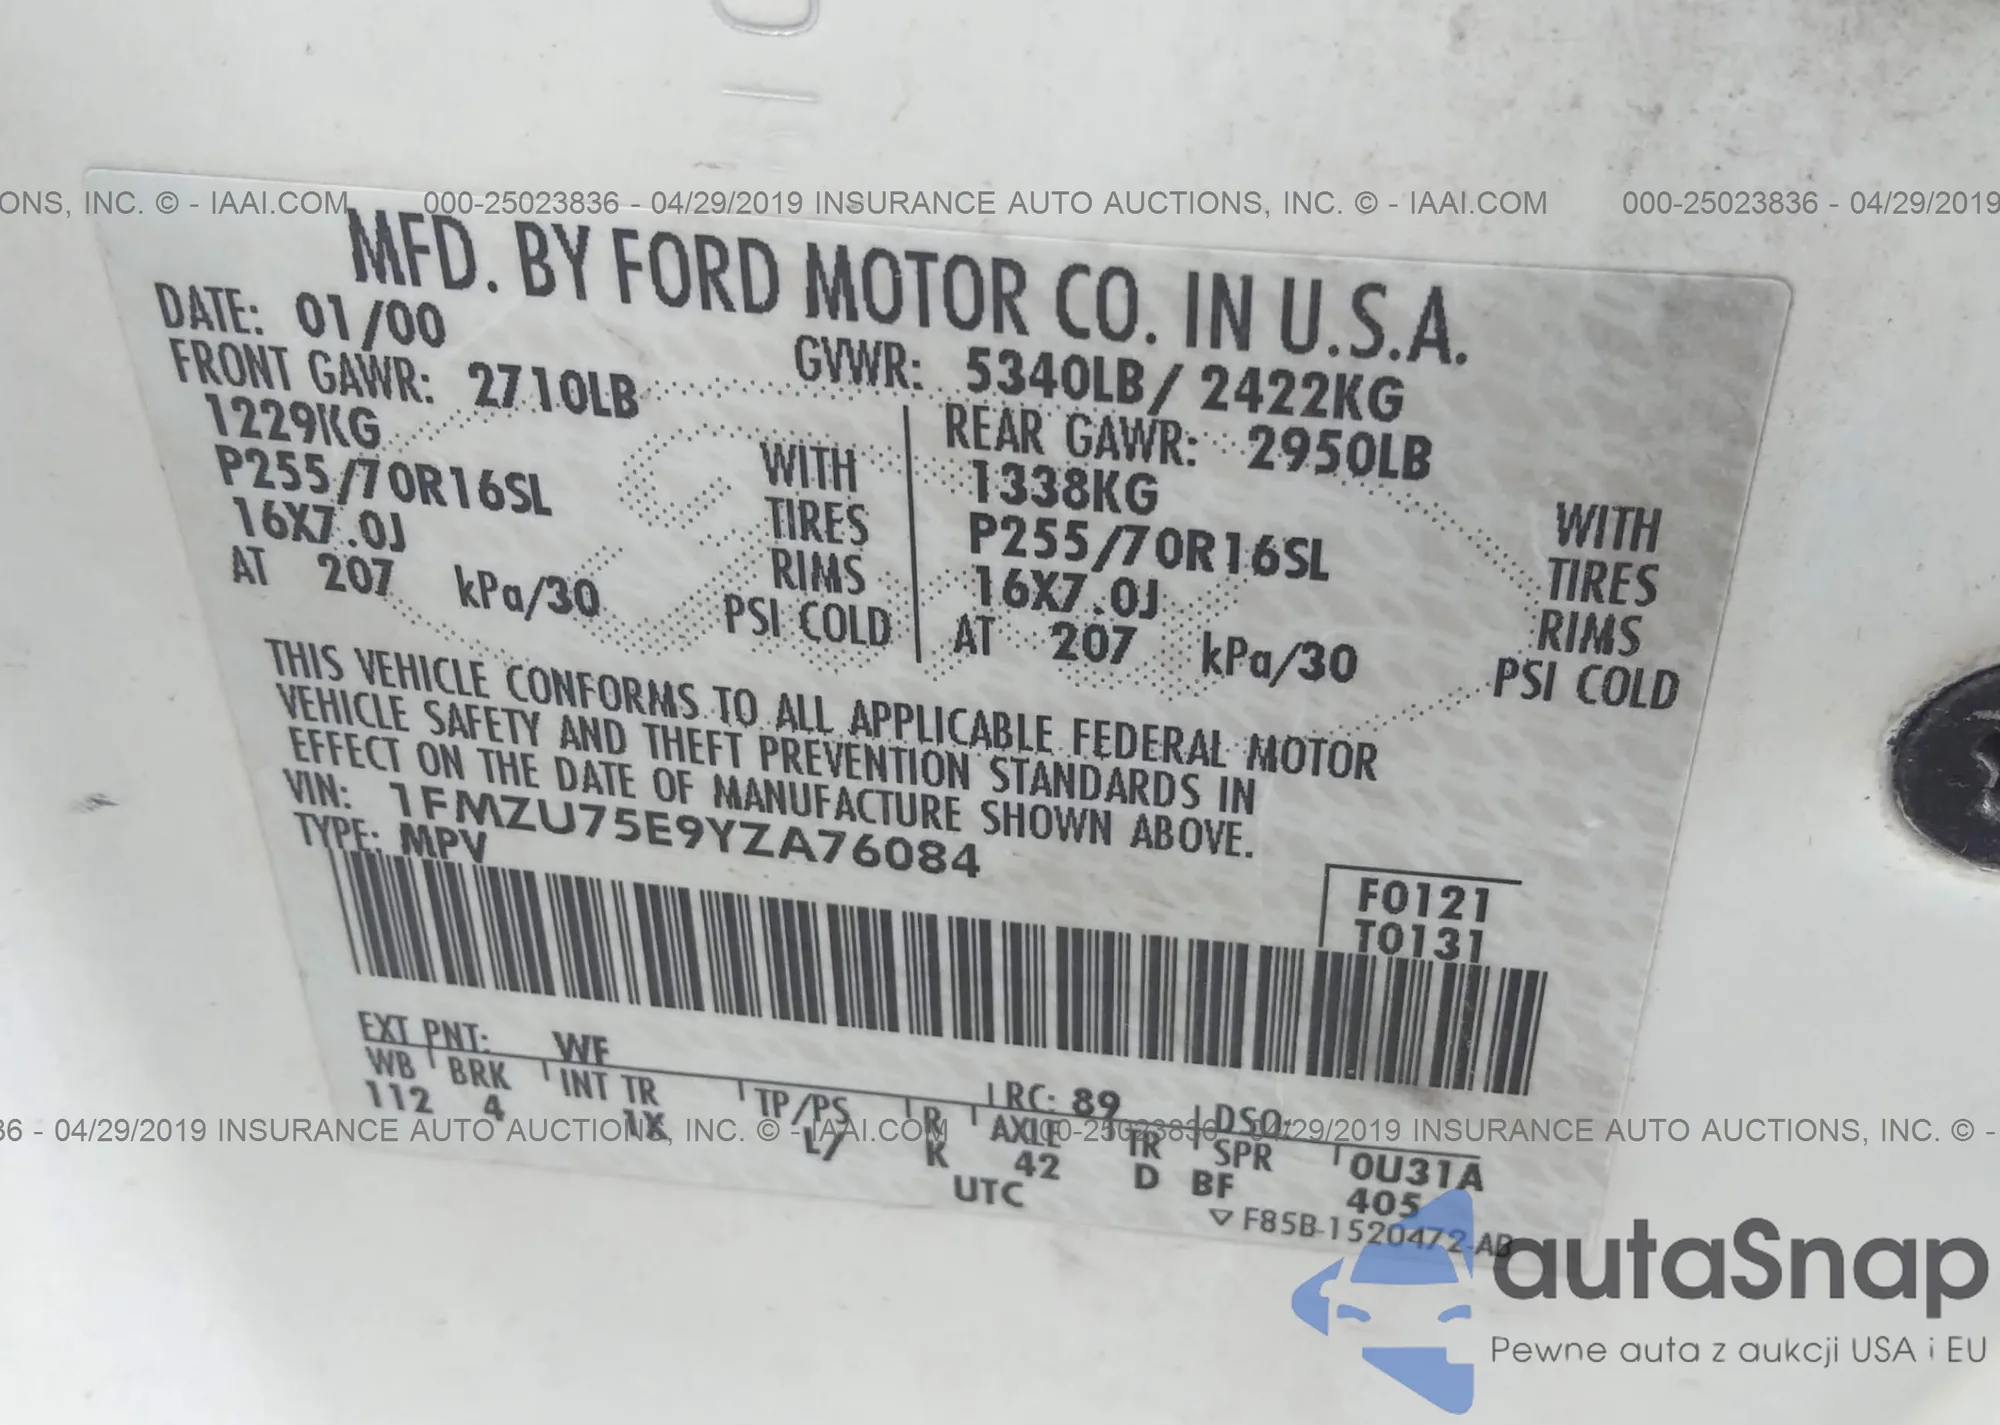 ONS, INC. © - IAAI.COM 000-25023836 - 04/29/2019 INSURANCE AUTO AUCTIONS, INC. © - IAAI.COM 000-25023836 - 04/29/2019
MFD. BY FORD MOTOR CO. IN U.S.A.
DATE: 01/00 GVWR: 5340LB/ 2422KG
FRONT GAWR: 2710LB REAR GAWR: 2950LB
1229KG WITH 1338KG WITH
P255/70R16SL TIRES P255/70R16SL TIRES
16X7.0J RIMS 16X7.0J RIMS
AT 207 kPa/30 PSI COLD AT 207 kPa/30 PSI COLD
THIS VEHICLE CONFORMS TO ALL APPLICABLE FEDERAL MOTOR
VEHICLE SAFETY AND THEFT PREVENTION STANDARDS IN
EFFECT ON THE DATE OF MANUFACTURE SHOWN ABOVE.
VIN: 1FMZU75E9YZA76084
TYPE: MPV
F0121
T0131
EXT PNT: WF RC: 89 DSO:
WB BRK INT TR TP/PS R AXLE TR SPR 0U31A
112 4 1X L7 K 42 D BF 405
UTC
▽ F85B-1520472-AB
36 - 04/29/2019 INSURANCE AUTO AUCTIONS, INC. © - IAAI.COM 000-25023836 - 04/29/2019 INSURANCE AUTO AUCTIONS, INC. © -
autaSnap
Pewne auta z aukcji USA i EU